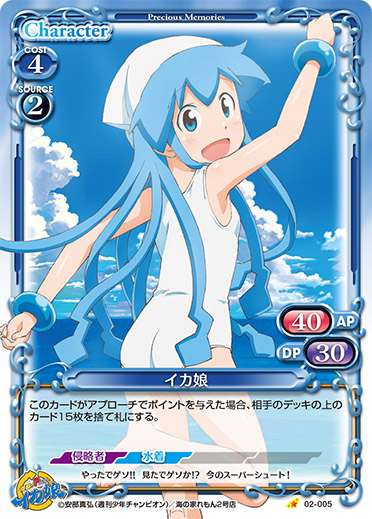 Precious Memories
Character
COST
4
SOURCE
2
40 AP
DP 30
イカ娘
このカードがアプローチでポイントを与えた場合、相手のデッキの上の
カード15枚を捨て札にする。
侵略者 水着
やったでゲソ!! 見たでゲソか!? 今のスーパーシュート!
©安部真弘(週刊少年チャンピオン)/海の家れもん2号店
02-005